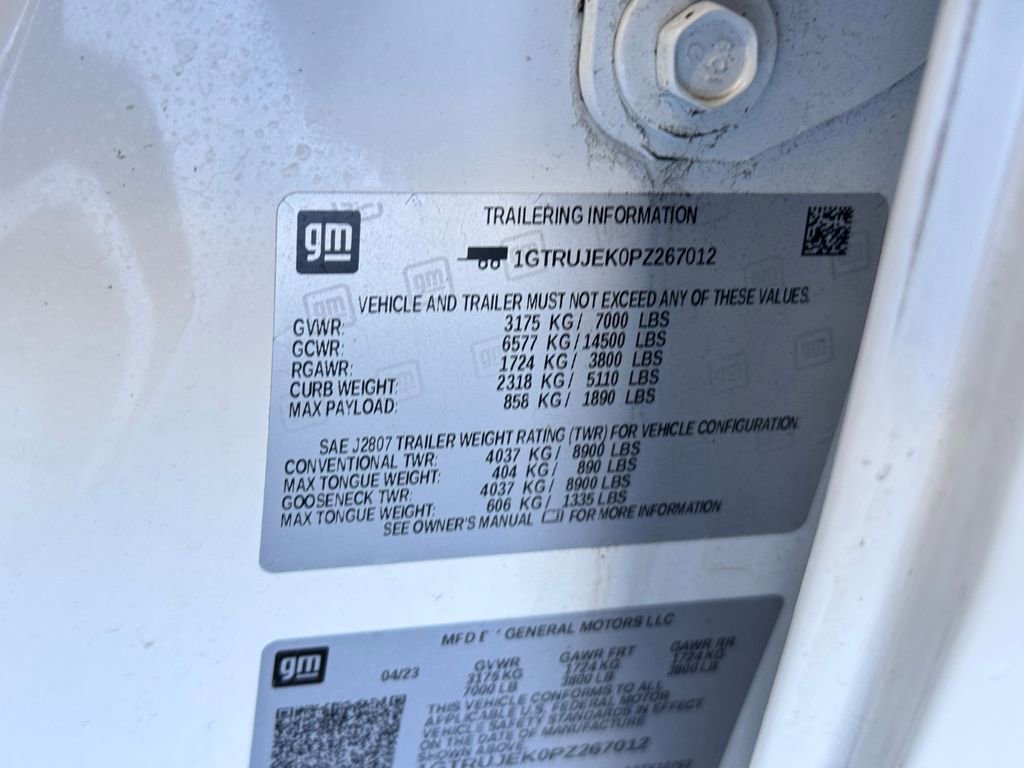 gm
TRAILERING INFORMATION
1GTRUJEK0PZ267012
VEHICLE AND TRAILER MUST NOT EXCEED ANY OF THESE VALUES.
GVWR: 3175 KG/ 7000 LBS
GCWR: 6577 KG/14500 LBS
RGAWR: 1724 KG/ 3800 LBS
CURB WEIGHT: 2318 KG/ 5110 LBS
MAX PAYLOAD: 858 KG/ 1890 LBS
SAE J2807 TRAILER WEIGHT RATING (TWR) FOR VEHICLE CONFIGURATION
CONVENTIONAL TWR: 4037 KG/ 8900 LBS
MAX TONGUE WEIGHT: 404 KG/ 890 LBS
GOOSENECK TWR: 4037 KG/ 8900 LBS
MAX TONGUE WEIGHT: 606 KG/ 1335 LBS
SEE OWNER'S MANUAL FOR MORE INFORMATION
gm
MFD GENERAL MOTORS LLC
04/23
GVWR GAWR FRT GAWR RR
3175 KG 1724 KG 1724 KG
7000 LB 3800 LB 3800 LB
THIS VEHICLE CONFORMS TO ALL
APPLICABLE U.S. FEDERAL MOTOR
VEHICLE SAFETY STANDARDS IN EFFECT
ON THE DATE OF MANUFACTURE
SHOWN ABOVE.
1GTRUJEK0PZ267012